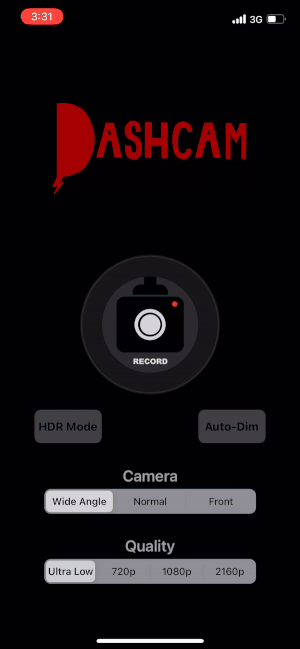 3:31
3G
DASHCAM
RECORD
HDR Mode
Auto-Dim
Camera
Wide Angle
Normal
Front
Quality
Ultra Low
720p
1080p
2160p